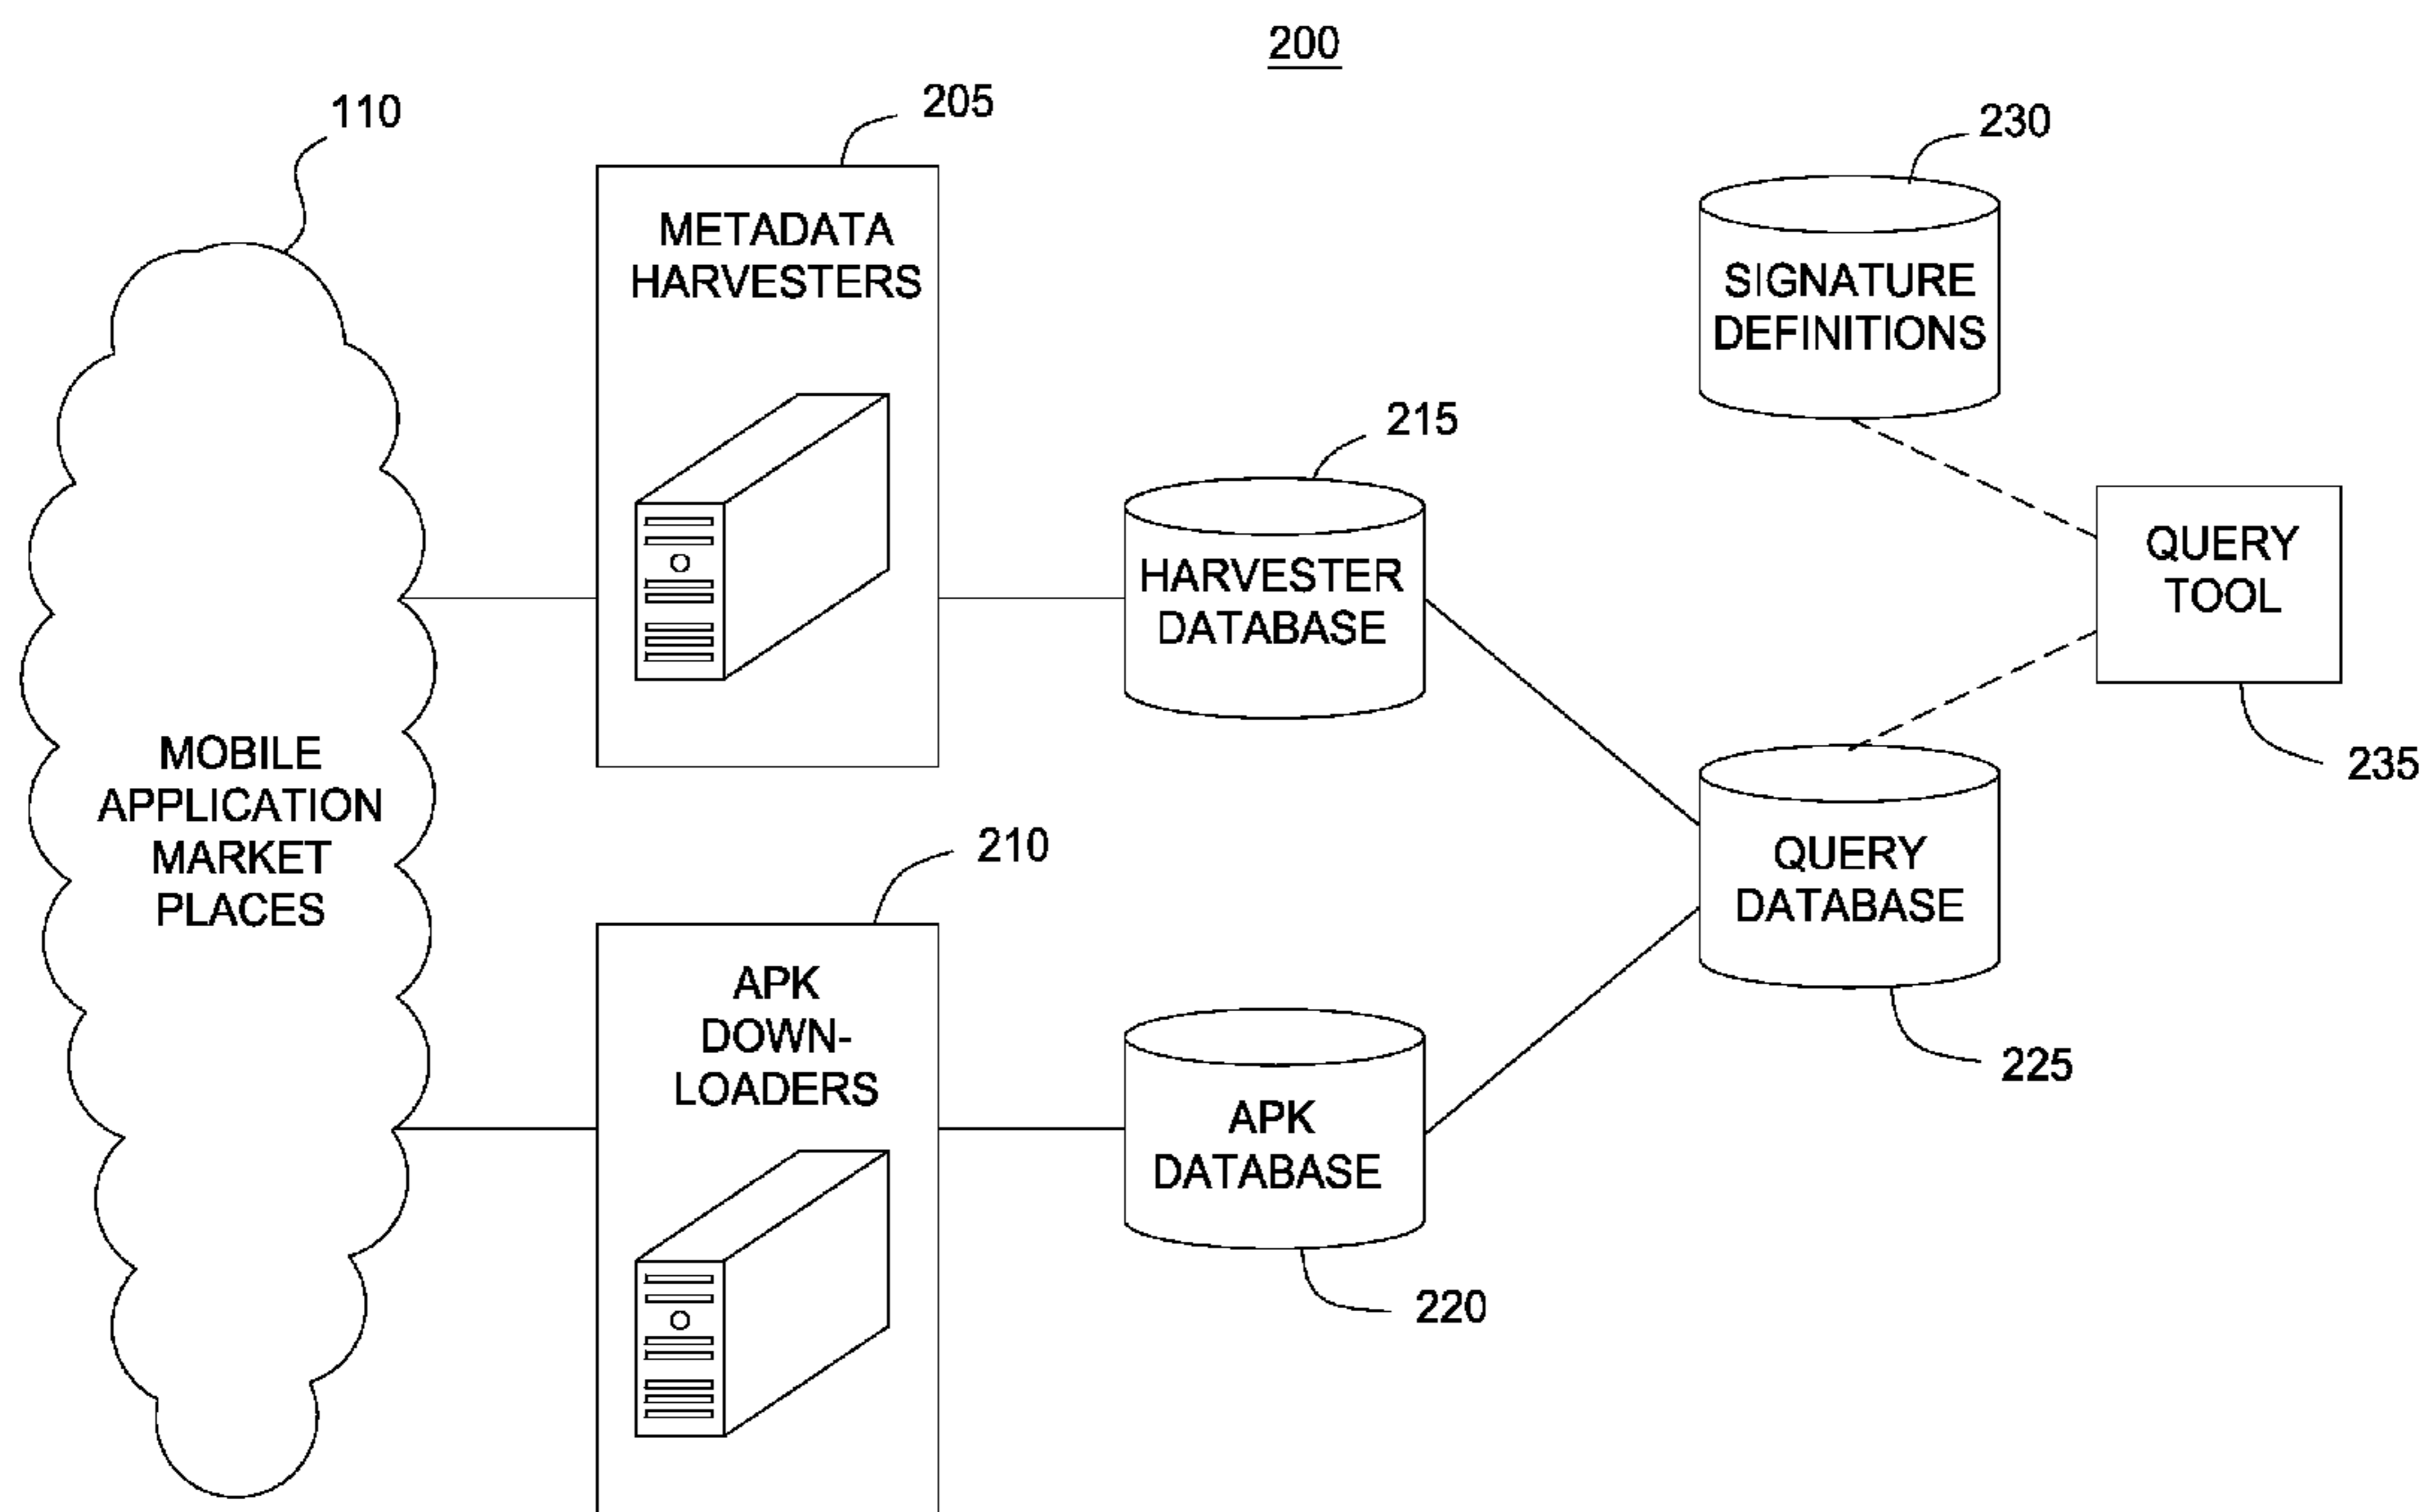 200
110
205
230
METADATA
HARVESTERS
SIGNATURE
DEFINITIONS
215
HARVESTER
DATABASE
QUERY
TOOL
235
MOBILE
APPLICATION
MARKET
PLACES
210
QUERY
DATABASE
225
APK
DOWN-
LOADERS
APK
DATABASE
220